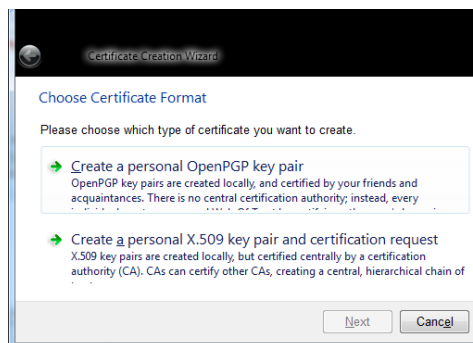 Certificate Creation Wizard
Choose Certificate Format
Please choose which type of certificate you want to create.
Create a personal OpenPGP key pair
OpenPGP key pairs are created locally, and certified by your friends and
acquaintances. There is no central certification authority; instead, every
Create a personal X.509 key pair and certification request
X.509 key pairs are created locally, but certified centrally by a certification
authority (CA). CAs can certify other CAs, creating a central, hierarchical chain of
Next
Cancel